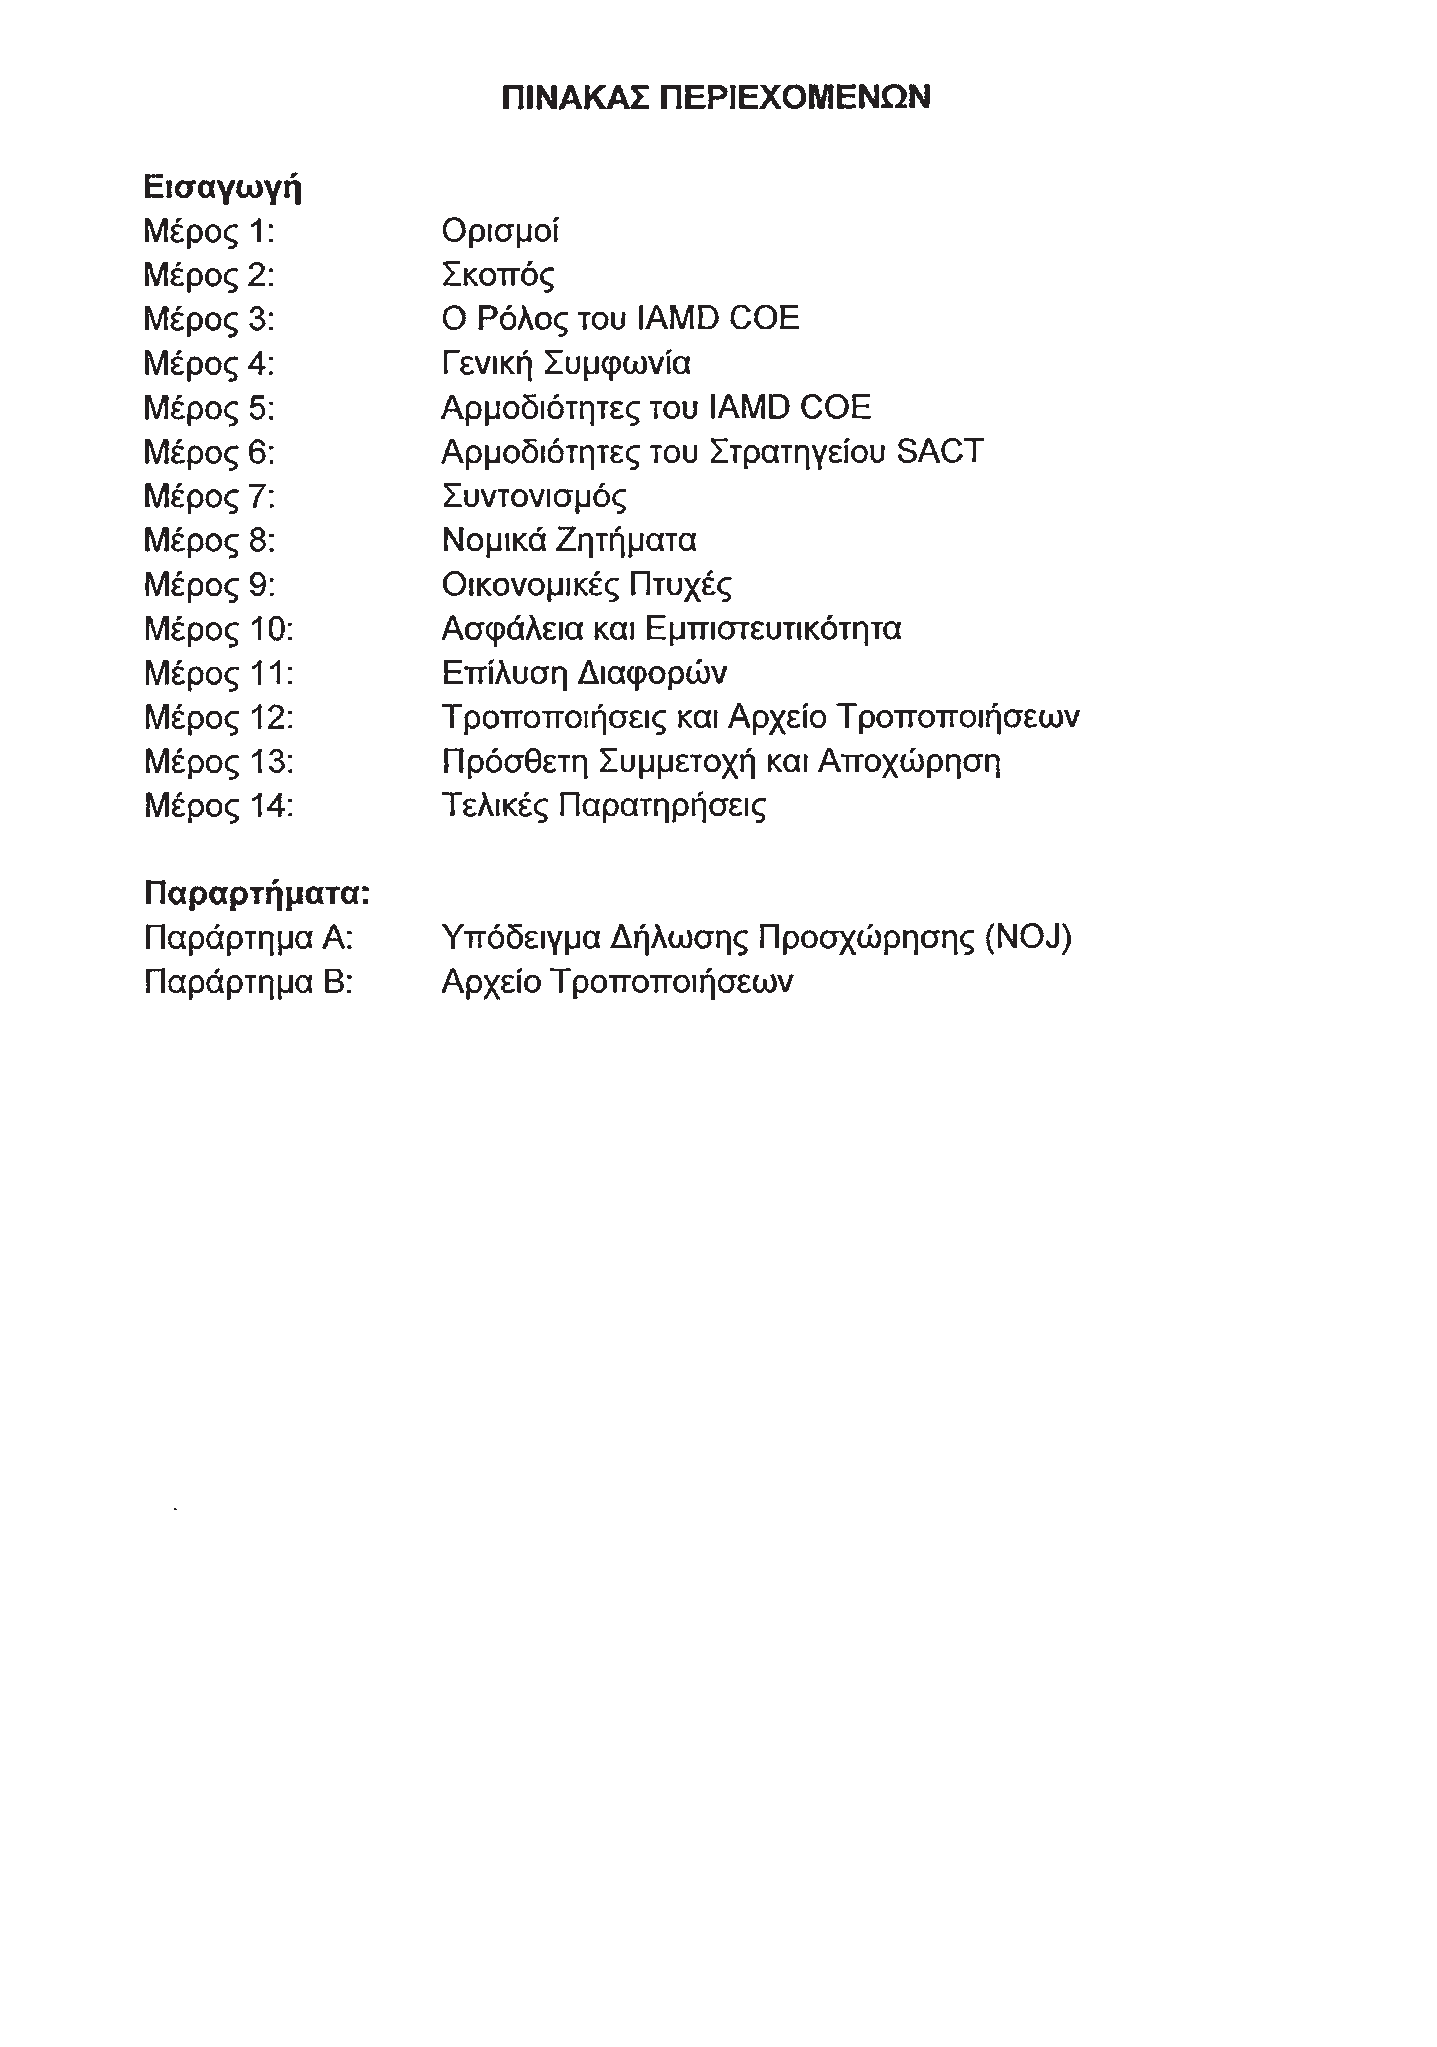 ΠΙΝΑΚΑΣ ΠΕΡΙΕΧΟΜΕΝΩΝ
Εισαγωγή
Μέρος 1: Ορισμοί
Μέρος 2: Σκοπός
Μέρος 3: Ο Ρόλος του IAMD COE
Μέρος 4: Γενική Συμφωνία
Μέρος 5: Αρμοδιότητες του IAMD COE
Μέρος 6: Αρμοδιότητες του Στρατηγείου SACT
Μέρος 7: Συντονισμός
Μέρος 8: Νομικά Ζητήματα
Μέρος 9: Οικονομικές Πτυχές
Μέρος 10: Ασφάλεια και Εμπιστευτικότητα
Μέρος 11: Επίλυση Διαφορών
Μέρος 12: Τροποποιήσεις και Αρχείο Τροποποιήσεων
Μέρος 13: Πρόσθετη Συμμετοχή και Αποχώρηση
Μέρος 14: Τελικές Παρατηρήσεις
Παραρτήματα:
Παράρτημα Α: Υπόδειγμα Δήλωσης Προσχώρησης (NOJ)
Παράρτημα Β: Αρχείο Τροποποιήσεων